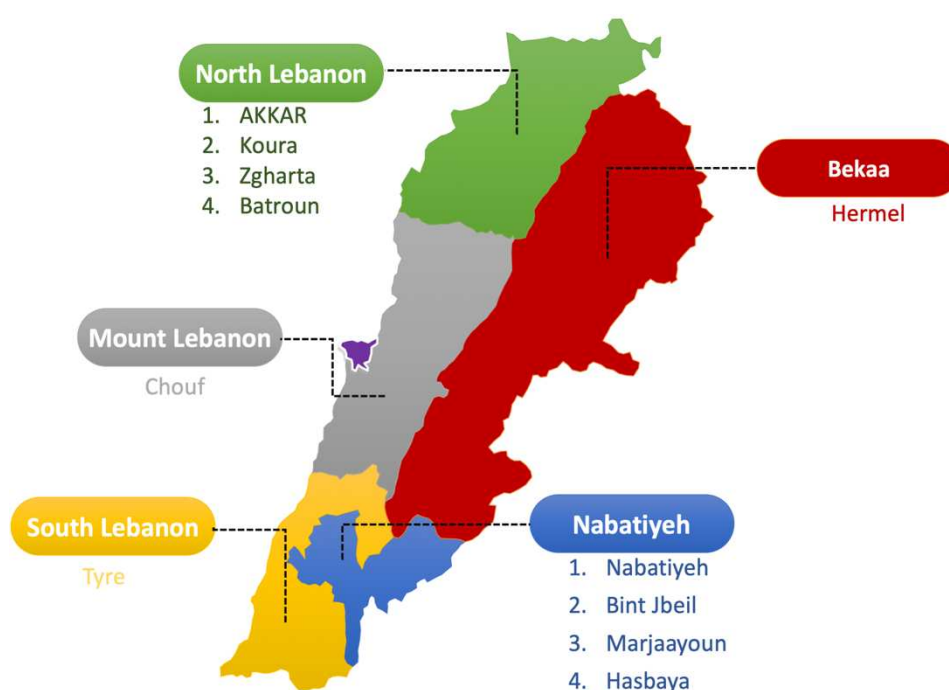 North Lebanon
1. AKKAR
2. Koura
3. Zgharta
4. Batroun
Bekaa
Hermel
Mount Lebanon
Chouf
South Lebanon
Tyre
Nabatiyeh
1. Nabatiyeh
2. Bint Jbeil
3. Marjaayoun
4. Hasbaya